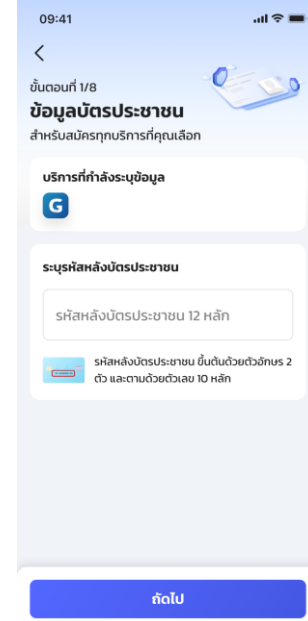 09:41
ขั้นตอนที่ 1/8
ข้อมูลบัตรประชาชน
สำหรับสมัครทุกบริการที่คุณเลือก
บริการที่กำลังระบุข้อมูล
G
ระบุรหัสหลังบัตรประชาชน
รหัสหลังบัตรประชาชน 12 หลัก
รหัสหลังบัตรประชาชน ขึ้นต้นด้วยตัวอักษร 2
ตัว และตามด้วยตัวเลข 10 หลัก
ถัดไป